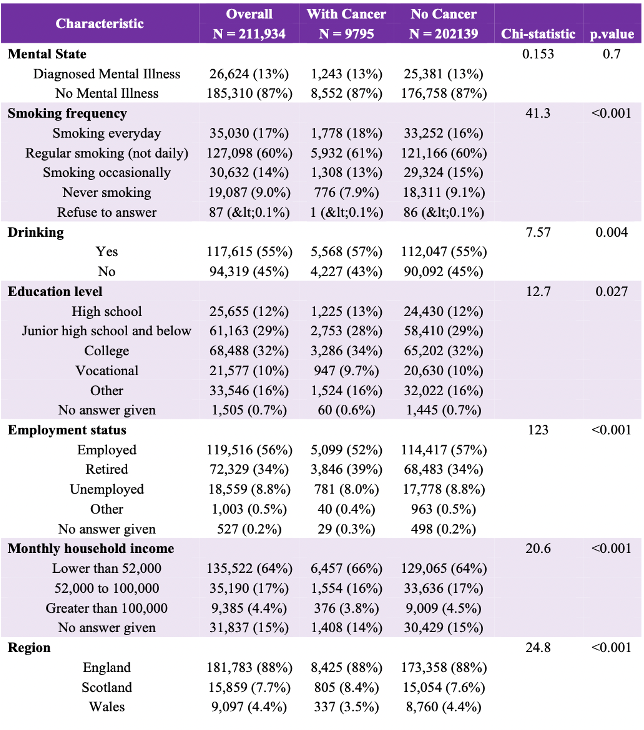 Characteristic Overall N = 211,934 With Cancer N = 9795 No Cancer N = 202139 Chi-statistic p.value
Mental State 0.153 0.7
Diagnosed Mental Illness 26,624 (13%) 1,243 (13%) 25,381 (13%)
No Mental Illness 185,310 (87%) 8,552 (87%) 176,758 (87%)
Smoking frequency 41.3 <0.001
Smoking everyday 35,030 (17%) 1,778 (18%) 33,252 (16%)
Regular smoking (not daily) 127,098 (60%) 5,932 (61%) 121,166 (60%)
Smoking occasionally 30,632 (14%) 1,308 (13%) 29,324 (15%)
Never smoking 19,087 (9.0%) 776 (7.9%) 18,311 (9.1%)
Refuse to answer 87 (&lt;0.1%) 1 (&lt;0.1%) 86 (&lt;0.1%)
Drinking 7.57 0.004
Yes 117,615 (55%) 5,568 (57%) 112,047 (55%)
No 94,319 (45%) 4,227 (43%) 90,092 (45%)
Education level 12.7 0.027
High school 25,655 (12%) 1,225 (13%) 24,430 (12%)
Junior high school and below 61,163 (29%) 2,753 (28%) 58,410 (29%)
College 68,488 (32%) 3,286 (34%) 65,202 (32%)
Vocational 21,577 (10%) 947 (9.7%) 20,630 (10%)
Other 33,546 (16%) 1,524 (16%) 32,022 (16%)
No answer given 1,505 (0.7%) 60 (0.6%) 1,445 (0.7%)
Employment status 123 <0.001
Employed 119,516 (56%) 5,099 (52%) 114,417 (57%)
Retired 72,329 (34%) 3,846 (39%) 68,483 (34%)
Unemployed 18,559 (8.8%) 781 (8.0%) 17,778 (8.8%)
Other 1,003 (0.5%) 40 (0.4%) 963 (0.5%)
No answer given 527 (0.2%) 29 (0.3%) 498 (0.2%)
Monthly household income 20.6 <0.001
Lower than 52,000 135,522 (64%) 6,457 (66%) 129,065 (64%)
52,000 to 100,000 35,190 (17%) 1,554 (16%) 33,636 (17%)
Greater than 100,000 9,385 (4.4%) 376 (3.8%) 9,009 (4.5%)
No answer given 31,837 (15%) 1,408 (14%) 30,429 (15%)
Region 24.8 <0.001
England 181,783 (88%) 8,425 (88%) 173,358 (88%)
Scotland 15,859 (7.7%) 805 (8.4%) 15,054 (7.6%)
Wales 9,097 (4.4%) 337 (3.5%) 8,760 (4.4%)